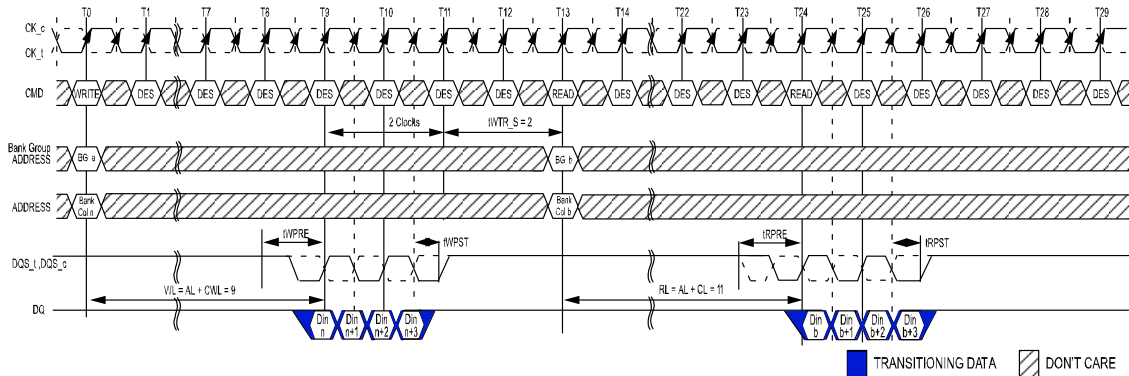 T0 T1 T7 T8 T9 T10 T11 T12 T13 T14 T22 T23 T24 T25 T26 T27 T28 T29
CK_c
CK_t
CMD WRITE DES DES DES DES DES DES DES READ DES DES DES READ DES DES DES DES DES
2 Clocks tWTR_S = 2
Bank Group
ADDRESS BG a BG b
ADDRESS Bank Col n Bank Col b
tWPRE tWPST tRPRE tRPST
DQS_t ,DQS_c
WL = AL + CWL = 9 RL = AL + CL = 11
DQ Din n Din n+1 Din n+2 Din n+3 Din b Din b+1 Din b+2 Din b+3
TRANSITIONING DATA DON'T CARE